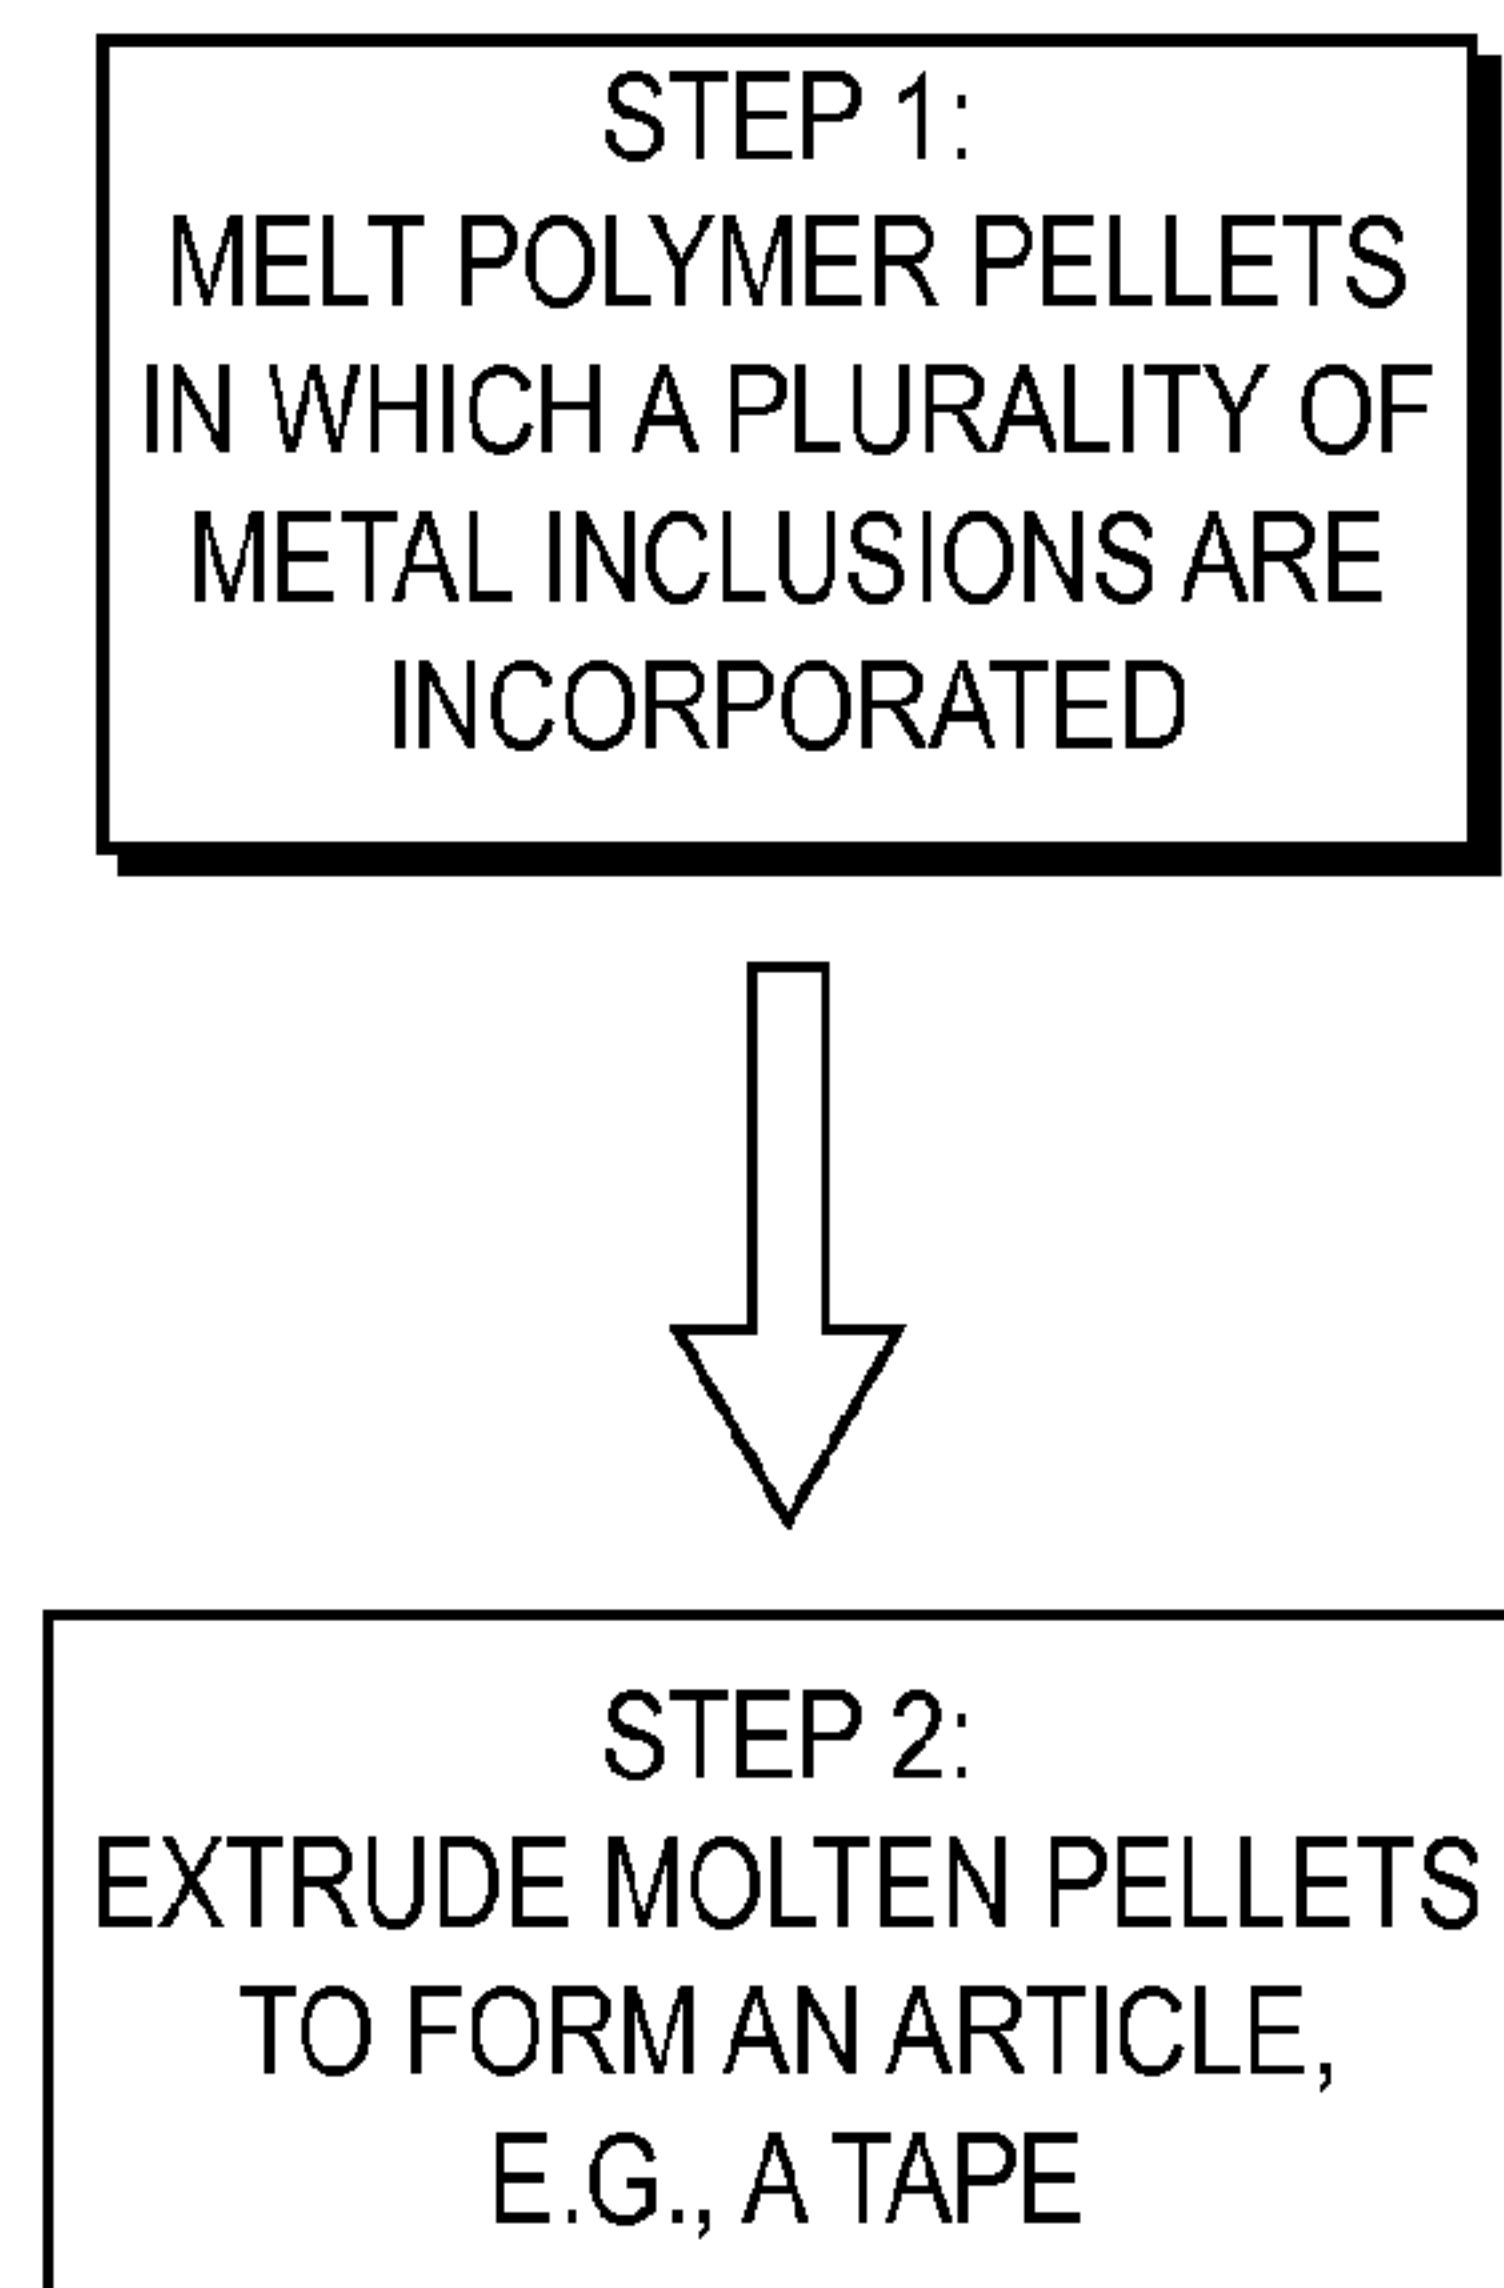 STEP 1:
MELT POLYMER PELLETS
IN WHICH A PLURALITY OF
METAL INCLUSIONS ARE
INCORPORATED
STEP 2:
EXTRUDE MOLTEN PELLETS
TO FORM AN ARTICLE,
E.G., A TAPE